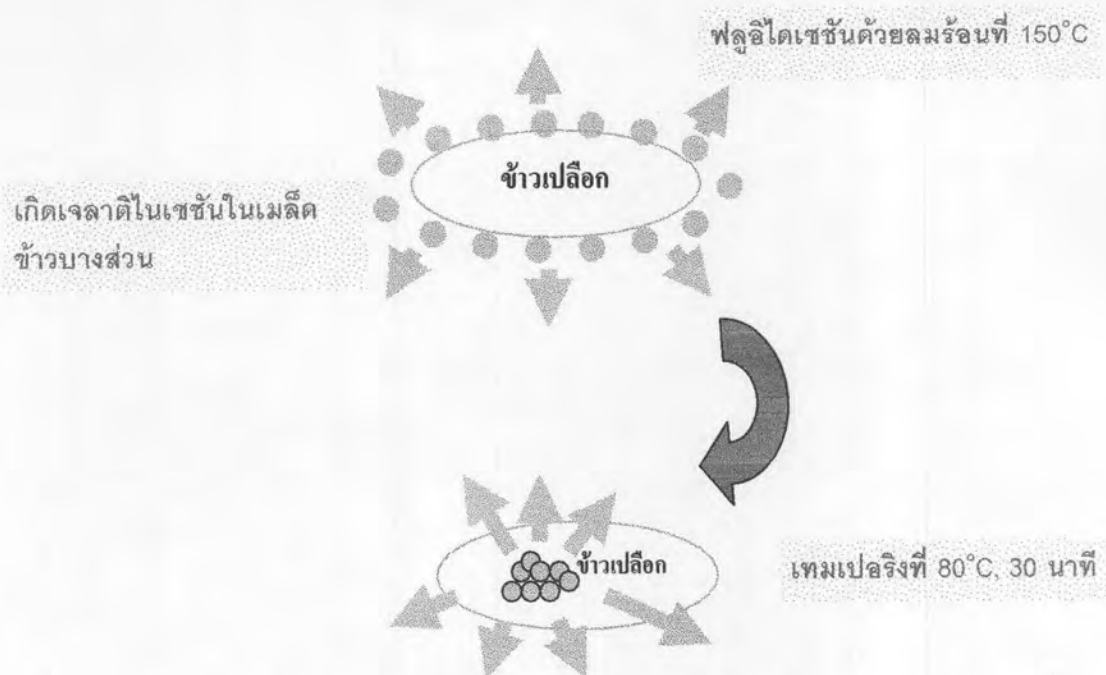 ฟลูอิไดเซชันด้วยลมร้อนที่ 150°C
ข้าวเปลือก
เกิดเจลาติไนเซชันในเมล็ด
ข้าวบางส่วน
ข้าวเปลือก
เทมเปอริงที่ 80°C, 30 นาที